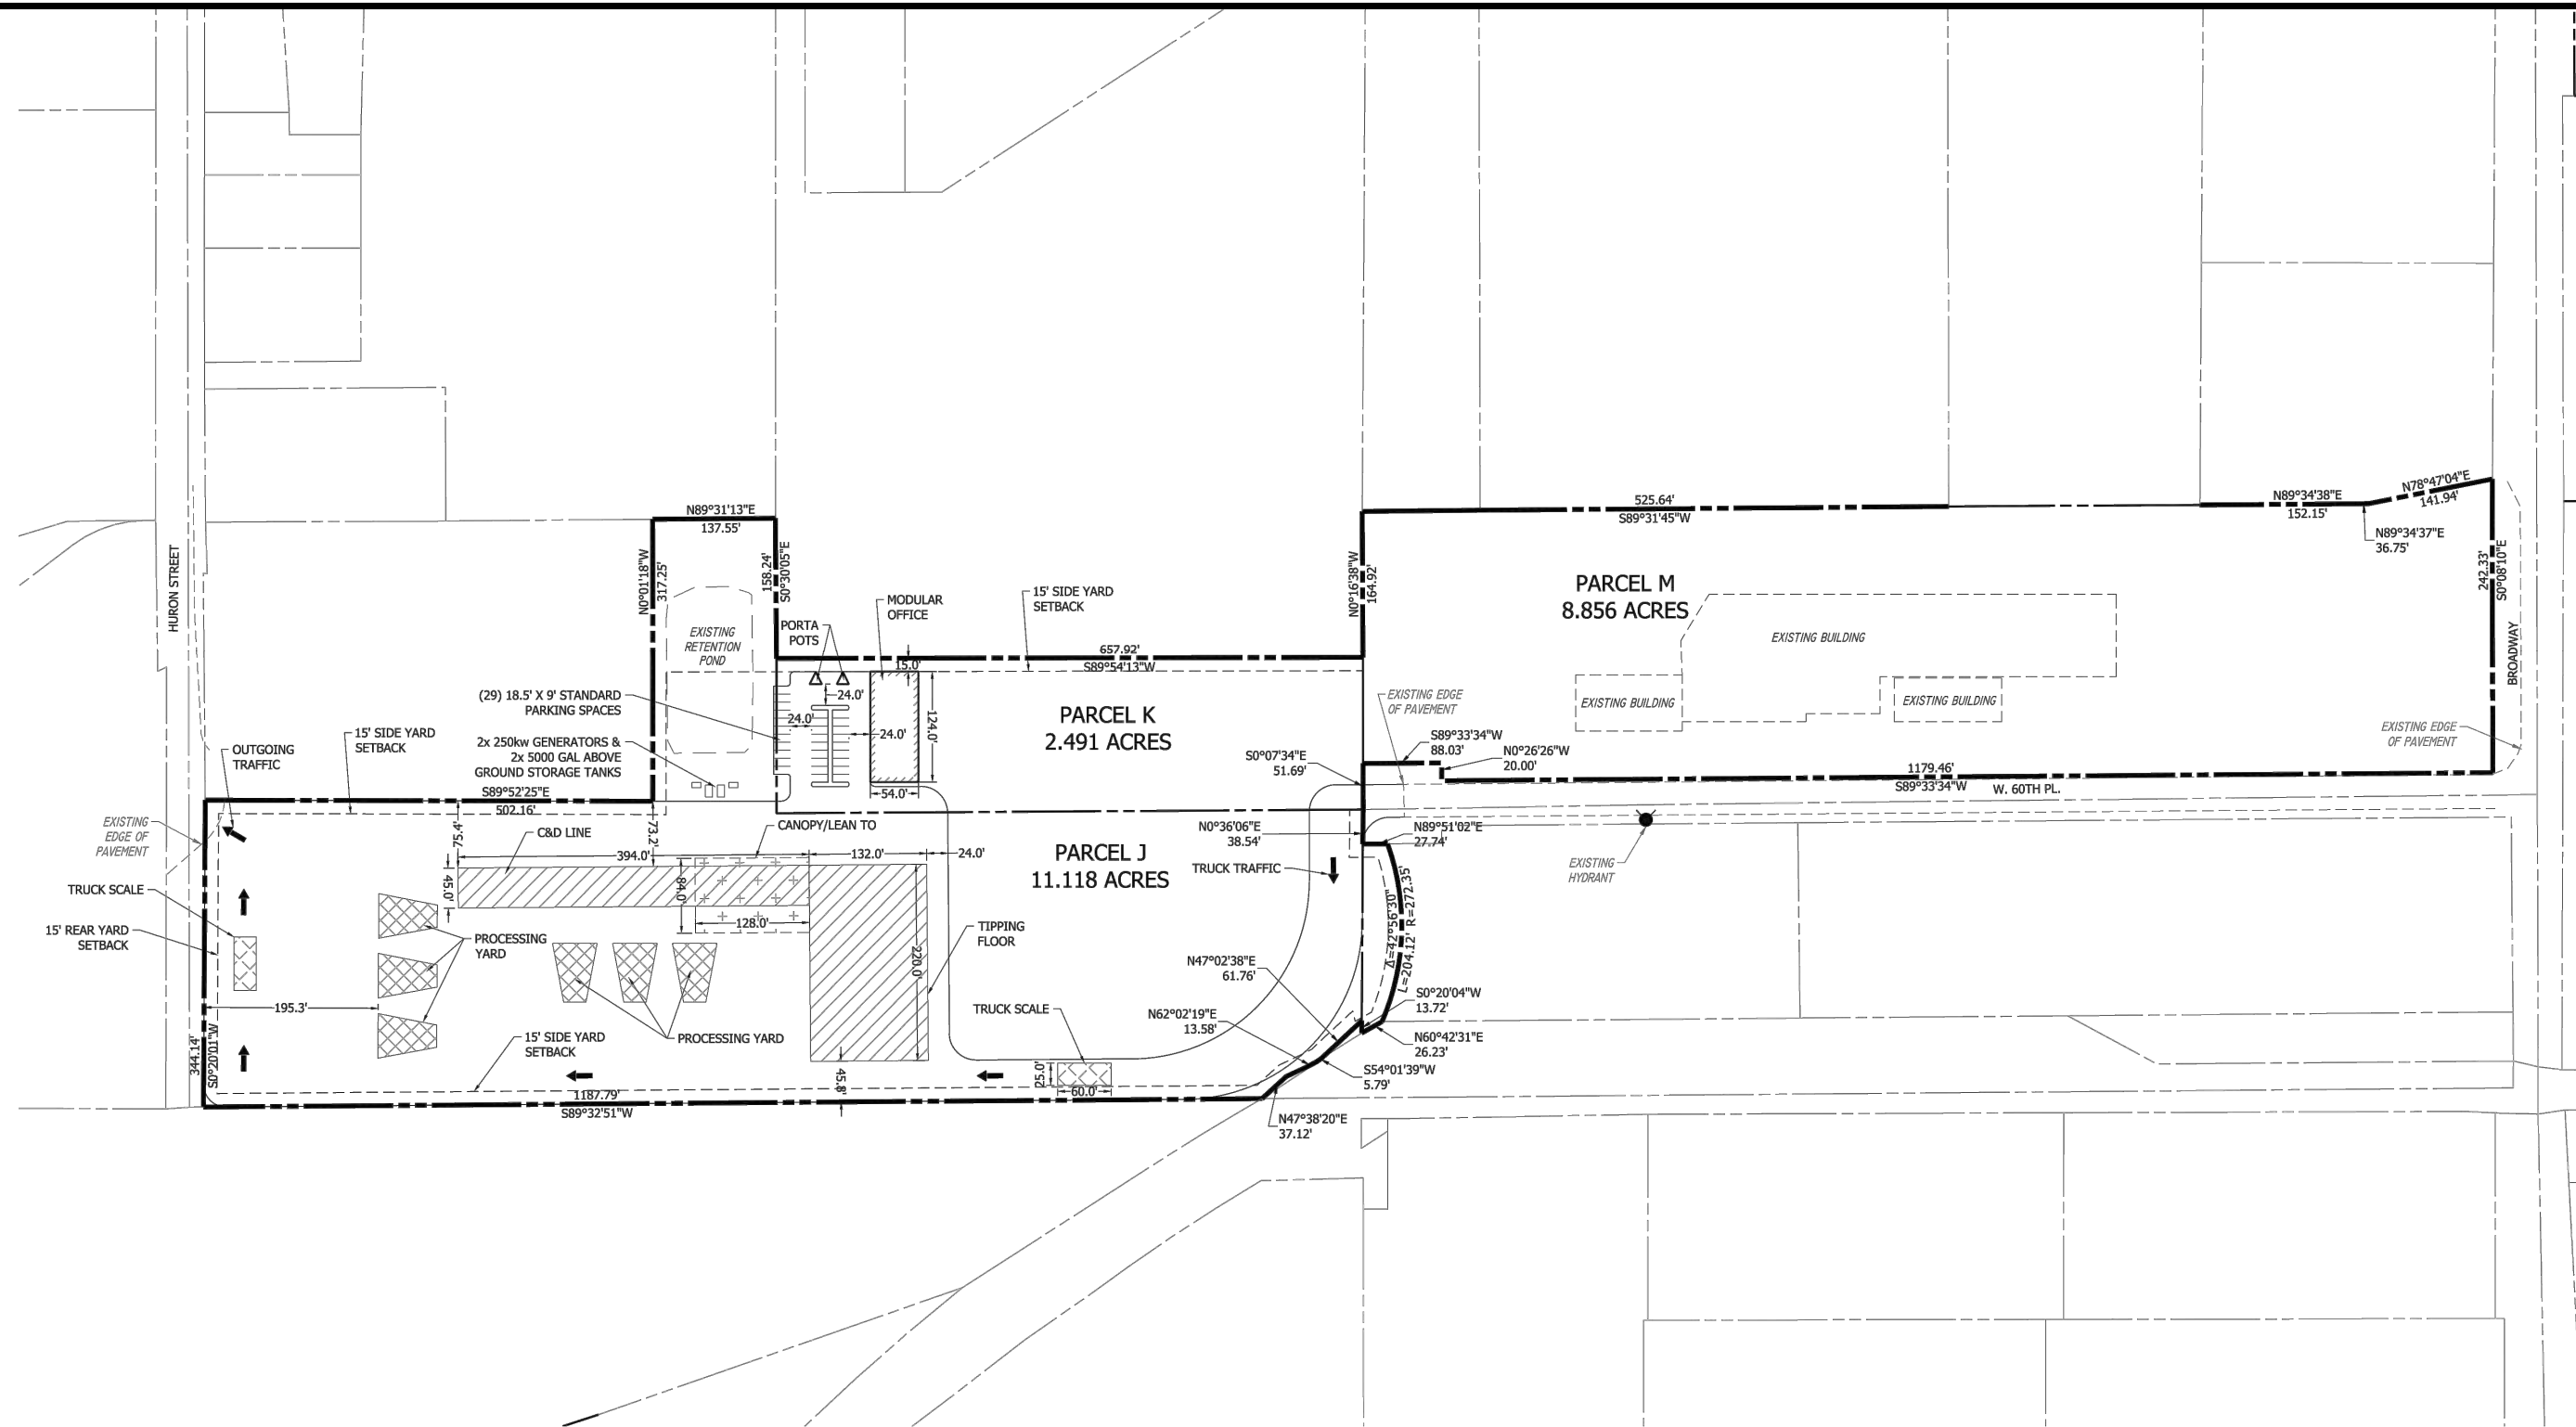 N78°47'04"E
141.94'
525.64'
S89°31'45"W
N89°34'38"E
152.15'
N89°34'37"E
36.75'
N89°31'13"E
137.55'
HURON STREET
N0°01'18"W
317.25'
158.24'
S0°30'05"E
N0°16'38"W
164.92'
242.33'
S0°08'10"E
BROADWAY
PARCEL M
8.856 ACRES
MODULAR
OFFICE
15' SIDE YARD
SETBACK
PORTA
POTS
EXISTING
RETENTION
POND
EXISTING BUILDING
657.92'
S89°54'13"W
15.0'
(29) 18.5' X 9' STANDARD
PARKING SPACES
24.0'
24.0'
24.0'
124.0'
54.0'
PARCEL K
2.491 ACRES
EXISTING EDGE
OF PAVEMENT
EXISTING BUILDING
EXISTING BUILDING
EXISTING EDGE
OF PAVEMENT
OUTGOING
TRAFFIC
15' SIDE YARD
SETBACK
2x 250kw GENERATORS &
2x 5000 GAL ABOVE
GROUND STORAGE TANKS
S0°07'34"E
51.69'
S89°33'34"W
88.03'
N0°26'26"W
20.00'
1179.46'
S89°33'34"W
W. 60TH PL.
S89°52'25"E
502.16'
EXISTING
EDGE OF
PAVEMENT
75.4'
C&D LINE
73.2'
CANOPY/LEAN TO
394.0'
132.0'
24.0'
N0°36'06"E
38.54'
N89°51'02"E
27.74'
PARCEL J
11.118 ACRES
TRUCK TRAFFIC
EXISTING
HYDRANT
TRUCK SCALE
45.0'
84.0'
128.0'
220.0'
Δ=42°56'30"
L=204.12' R=272.35'
15' REAR YARD
SETBACK
PROCESSING
YARD
TIPPING
FLOOR
N47°02'38"E
61.76'
S0°20'04"W
13.72'
195.3'
TRUCK SCALE
N62°02'19"E
13.58'
15' SIDE YARD
SETBACK
PROCESSING YARD
N60°42'31"E
26.23'
344.14'
S0°20'01"W
S54°01'39"W
5.79'
45.8'
25.0'
60.0'
1187.79'
S89°32'51"W
N47°38'20"E
37.12'